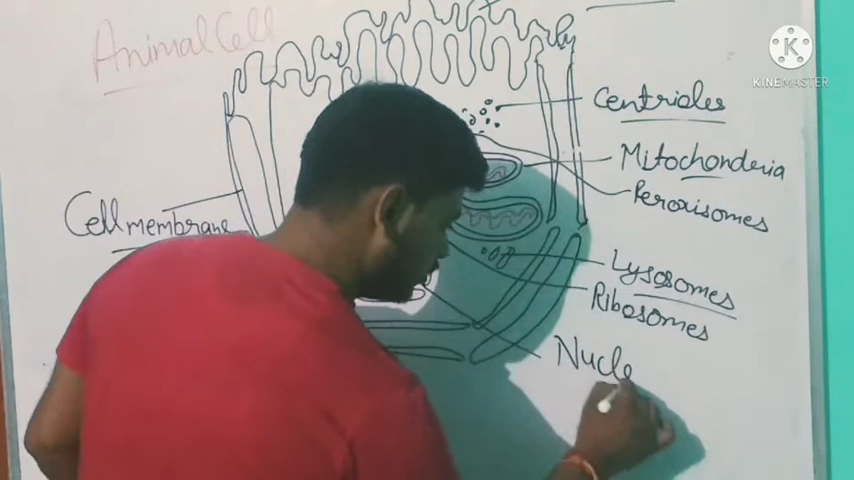 Animal Cell
K
KINEMASTER
Centrioles
Mitochonderia
Peroxisomes
Cell membrane
Lysosomes
Ribosomes
Nucle